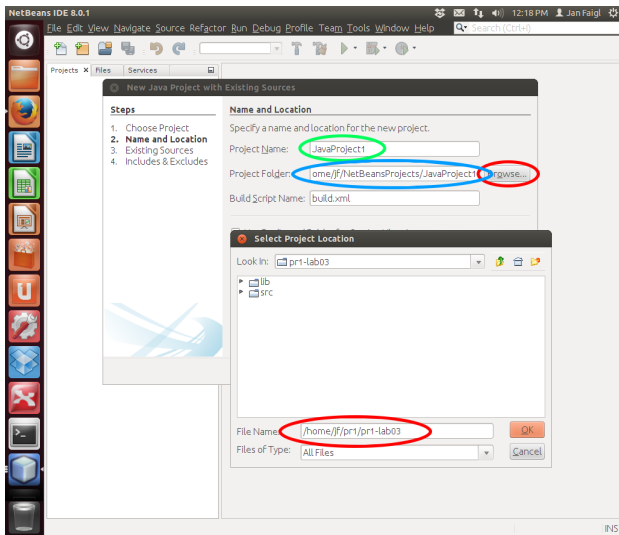 NetBeans IDE 8.0.1 12:18 PM Jan Faigl
File Edit View Navigate Source Refactor Run Debug Profile Team Tools Window Help Search (Ctrl+I)
Projects Files Services
New Java Project with Existing Sources
Steps
1. Choose Project
2. Name and Location
3. Existing Sources
4. Includes & Excludes
Name and Location
Specify a name and location for the new project.
Project Name: JavaProject1
Project Folder: ome/jf/NetBeansProjects/JavaProject1 Browse...
Build Script Name: build.xml
Select Project Location
Look In: pr1-lab03
lib
src
File Name: /home/jf/pr1/pr1-lab03 OK
Files of Type: All Files Cancel
INS